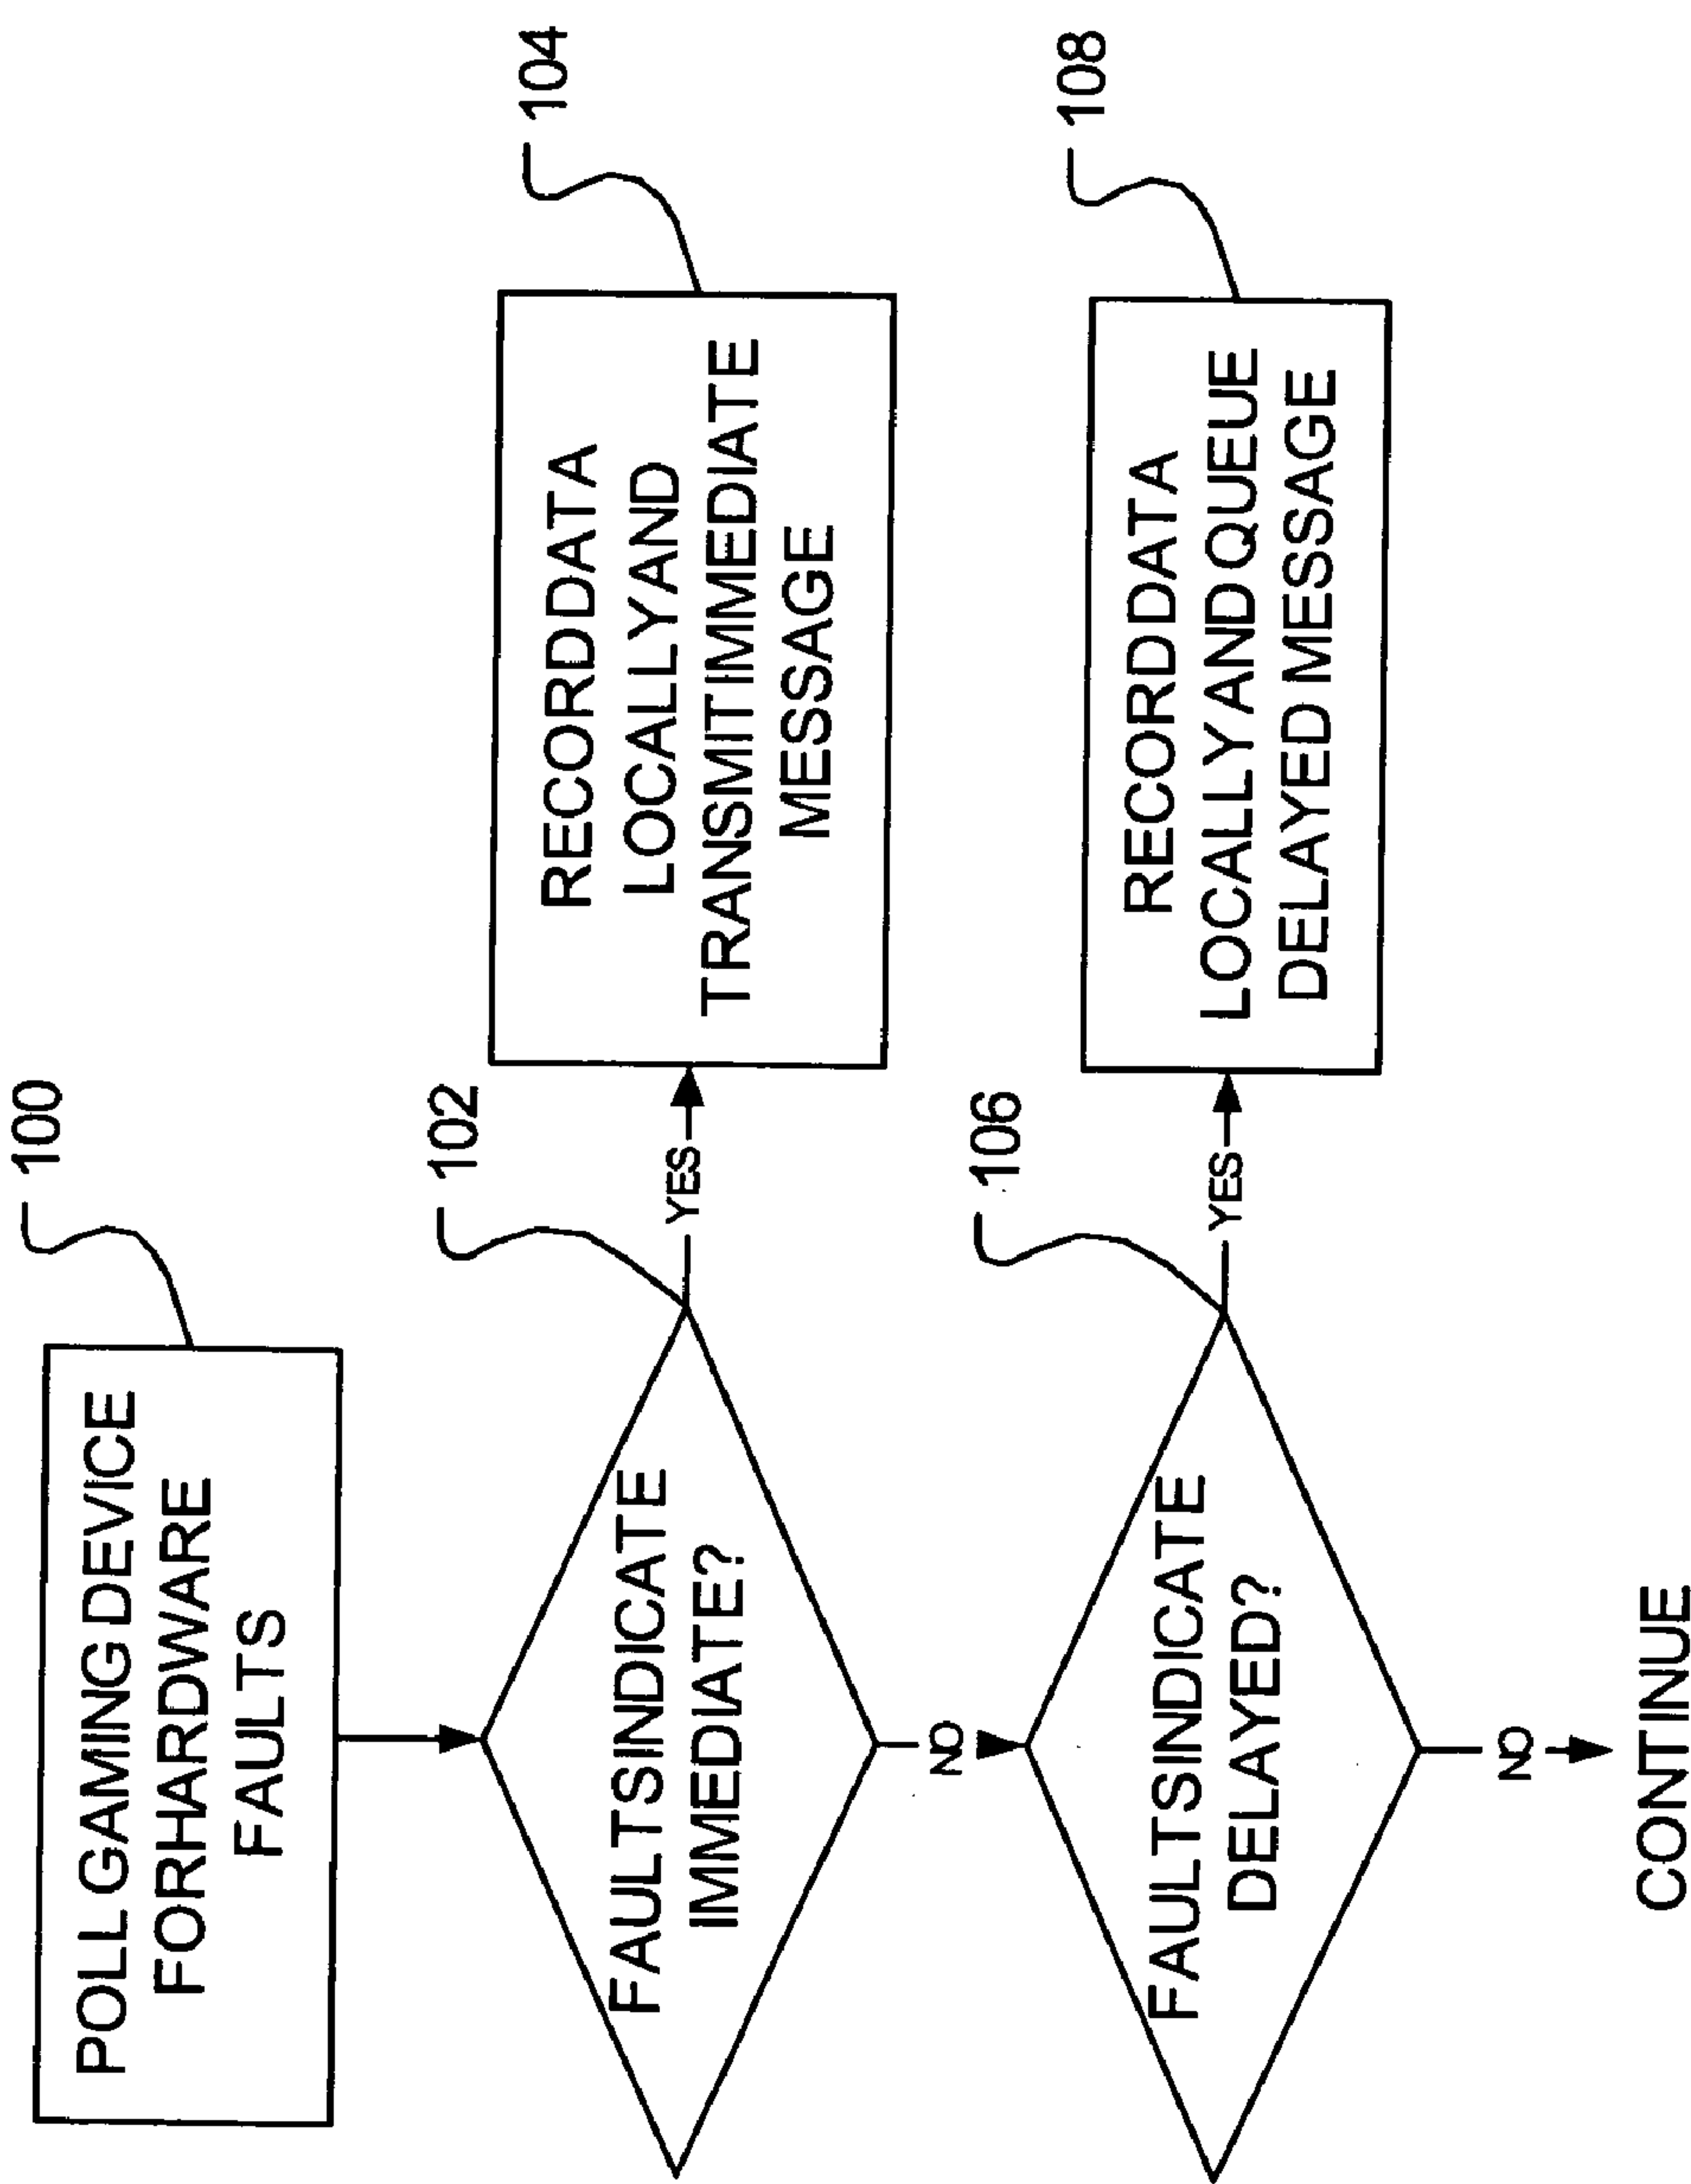 100
POLL GAMING DEVICE
FORHARDWARE
FAULTS
102
FAULTSINDICATE
IMMEDIATE?
YES
104
RECORDDATA
LOCALLYAND
TRANSMITIMMEDIATE
MESSAGE
NO
106
FAULTSINDICATE
DELAYED?
YES
108
RECORDDATA
LOCALLYANDQUEUE
DELAYED MESSAGE
NO
CONTINUE